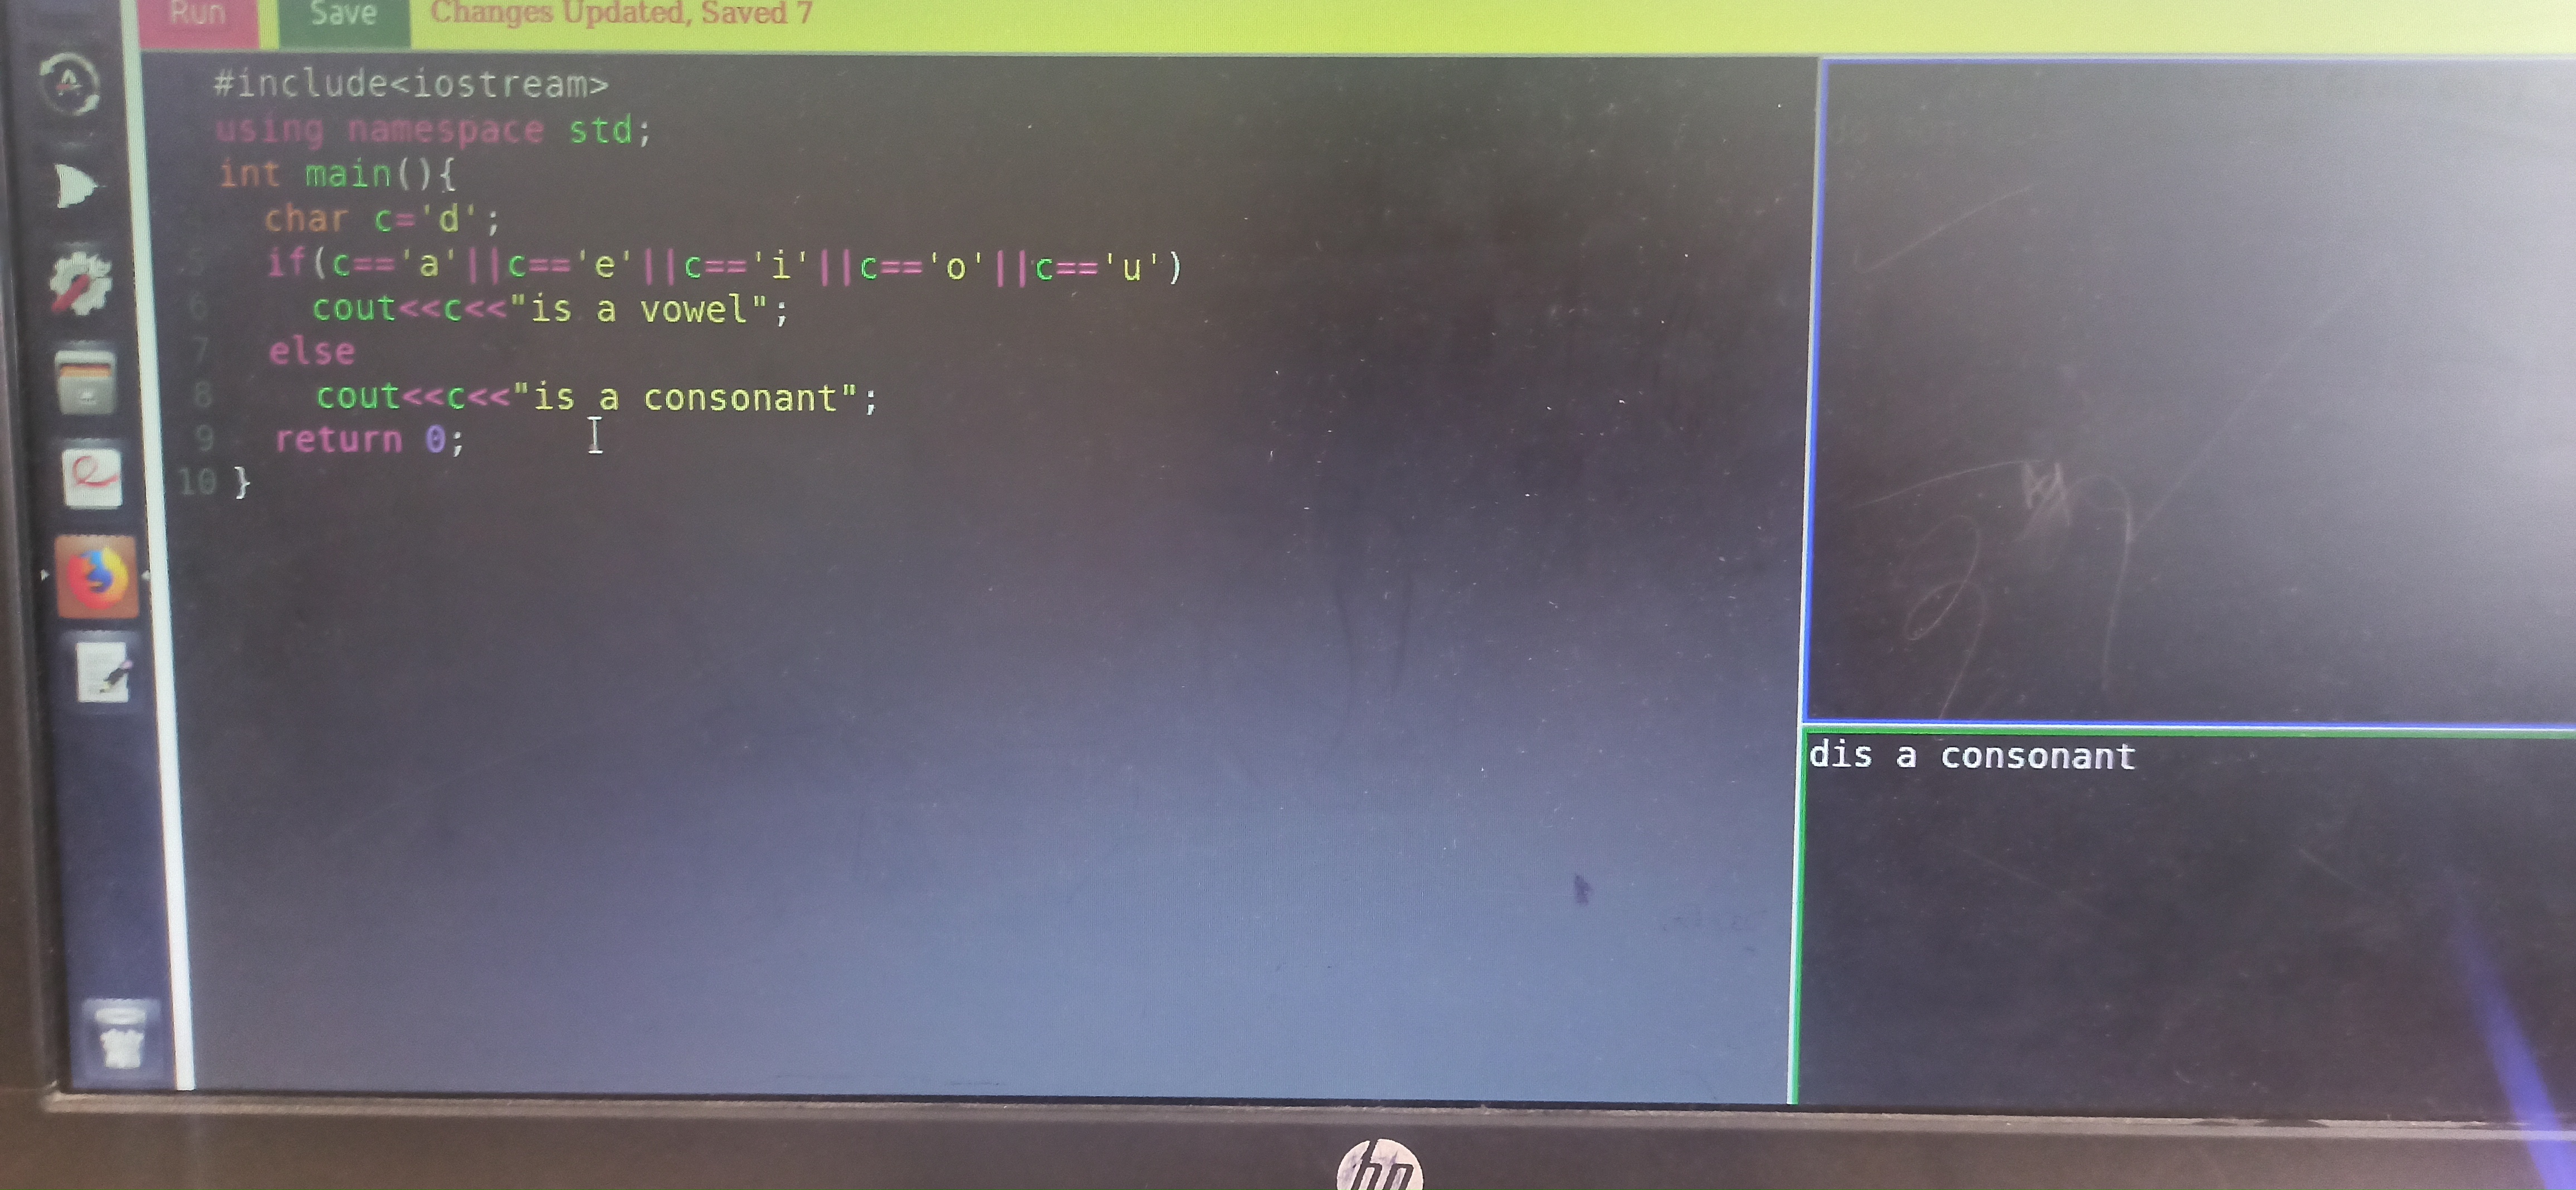 Run Save Changes Updated, Saved 7
#include<iostream>
using namespace std;
int main(){
char c='d';
5 if(c=='a'||c=='e'||c=='i'||c=='o'||c=='u')
6 cout<<c<<"is a vowel";
7 else
8 cout<<c<<"is a consonant";
9 return 0;
10 }
dis a consonant
hp